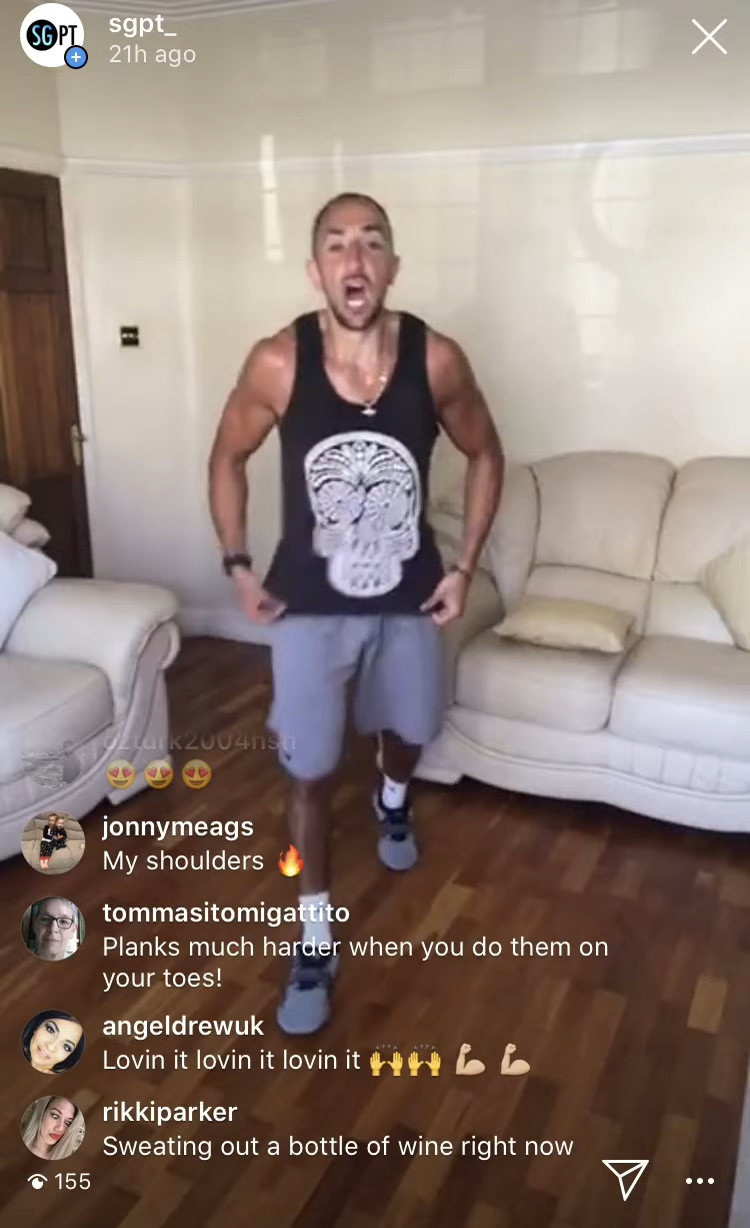 SGPT
sgpt_
21h ago
😍 😍 😍
jonnymeags
My shoulders 🔥
tommasitomigattito
Planks much harder when you do them on
your toes!
angeldrewuk
Lovin it lovin it lovin it 🙌🙌 💪 💪
rikkiparker
Sweating out a bottle of wine right now
155